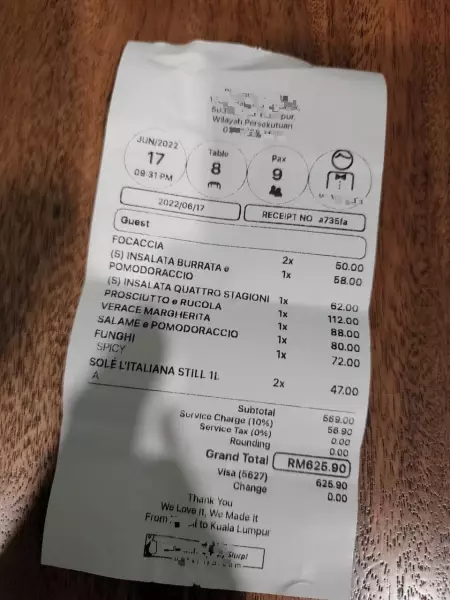 pur,
Wilayah Persekutuan
JUN/2022
17
09:31 PM
Table
8
Pax
9
2022/06/17
RECEIPT NO a735fa
Guest
FOCACCIA 2x 50.00
(S) INSALATA BURRATA e 1x 58.00
POMODORACCIO
(S) INSALATA QUATTRO STAGIONI 1x 62.00
PROSCIUTTO e RUCOLA 1x 112.00
VERACE MARGHERITA 1x 88.00
SALAME e POMODORACCIO 1x 80.00
FUNGHI 1x 72.00
SPICY
SOLÉ L'ITALIANA STILL 1L 2x 47.00
A
Subtotal 569.00
Service Charge (10%) 56.90
Service Tax (0%) 0.00
Rounding 0.00
Grand Total RM625.90
Visa (5627) 625.90
Change 0.00
Thank You
We Love it, We Made It
From to Kuala Lumpur